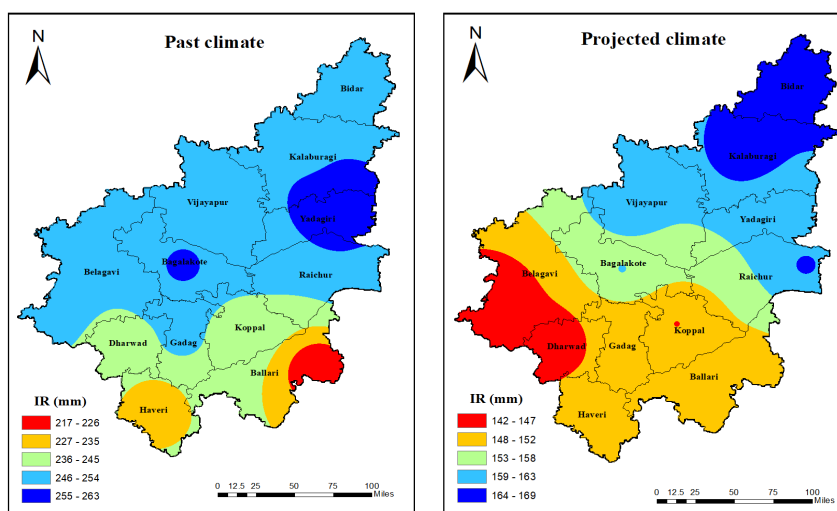 N
Past climate
Bidar
Kalaburagi
Vijayapur
Yadagiri
Bagalakote
Belagavi
Raichur
Koppal
Dharwad
Gadag
Ballari
Haveri
IR (mm)
217 - 226
227 - 235
236 - 245
246 - 254
255 - 263
0 12.5 25 50 75 100
Miles
N
Projected climate
Bidar
Kalaburagi
Vijayapur
Yadagiri
Bagalakote
Belagavi
Raichur
Koppal
Dharwad
Gadag
Ballari
Haveri
IR (mm)
142 - 147
148 - 152
153 - 158
159 - 163
164 - 169
0 12.5 25 50 75 100
Miles